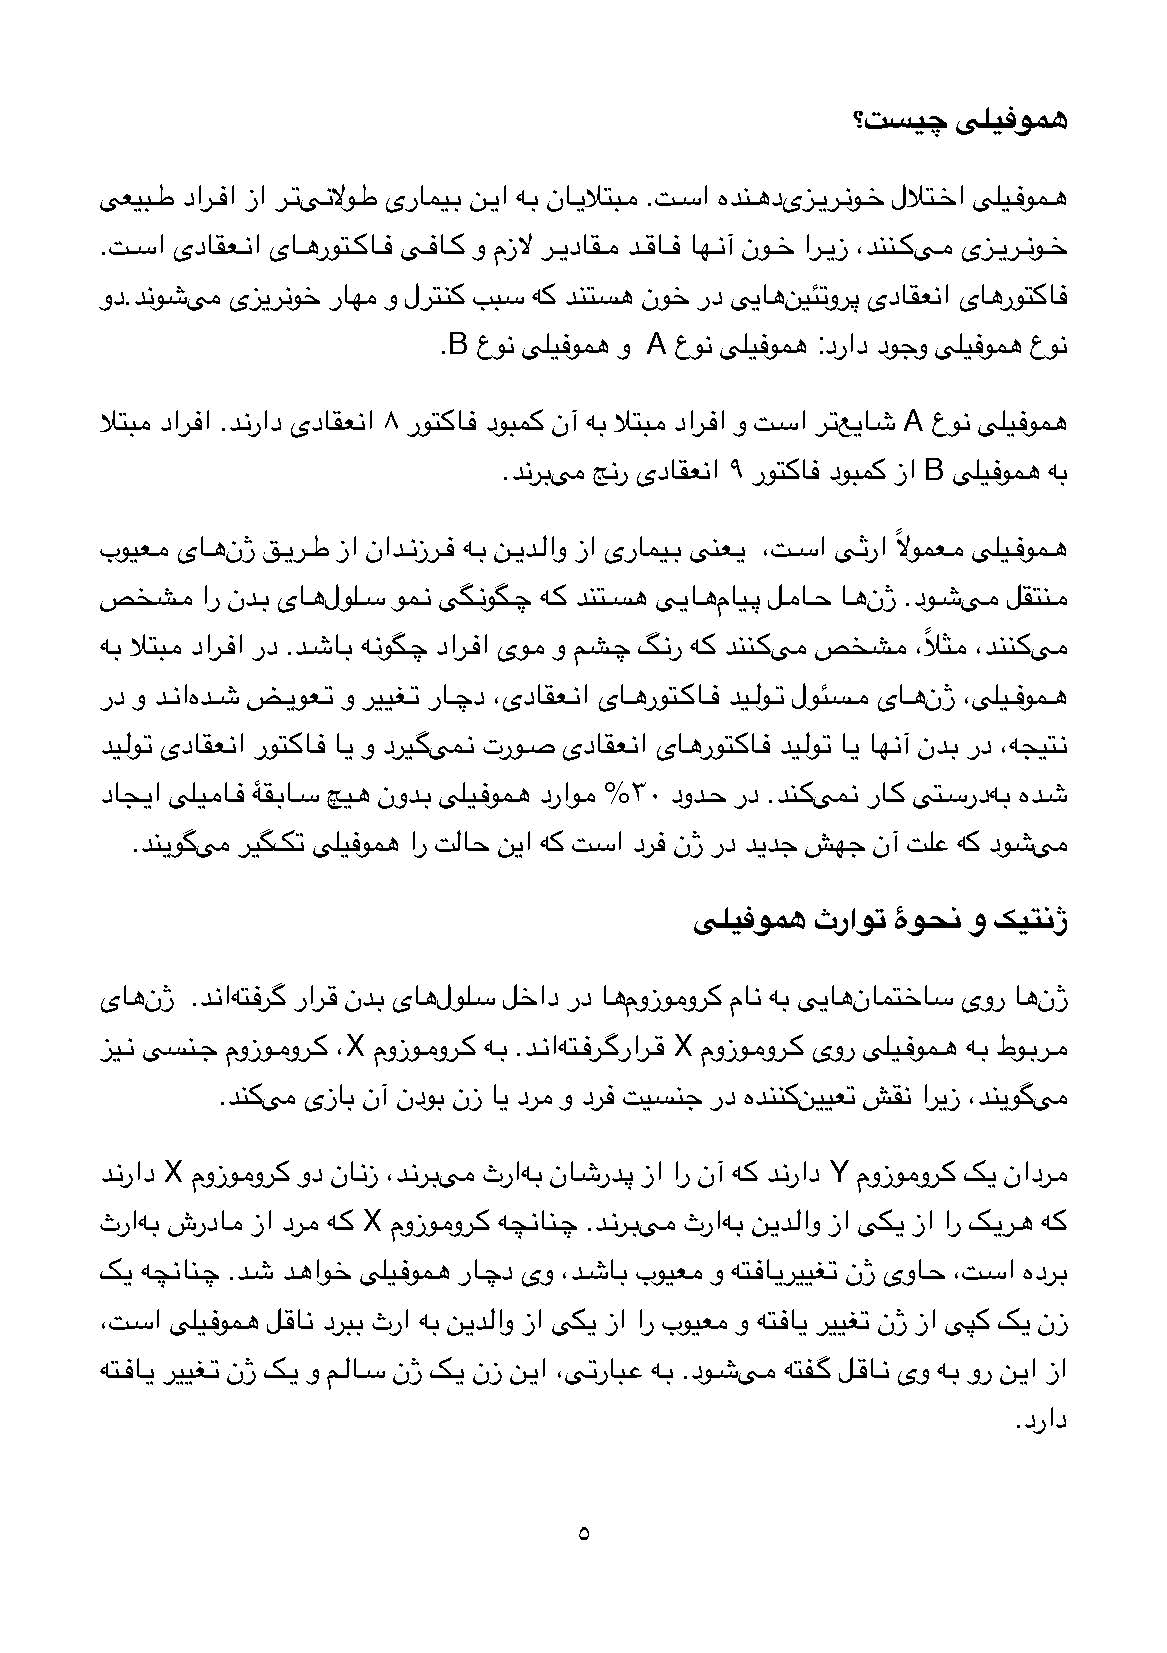 هموفیلی چیست؟
هموفیلی اختلال خونریزی‌دهنده است. مبتلایان به این بیماری طولانی‌تر از افراد طبیعی
خونریزی می‌کنند، زیرا خون آنها فاقد مقادیر لازم و کافی فاکتورهای انعقادی است.
فاکتورهای انعقادی پروتئین‌هایی در خون هستند که سبب کنترل و مهار خونریزی می‌شوند.دو
نوع هموفیلی وجود دارد: هموفیلی نوع A و هموفیلی نوع B.
هموفیلی نوع A شایع‌تر است و افراد مبتلا به آن کمبود فاکتور ۸ انعقادی دارند. افراد مبتلا
به هموفیلی B از کمبود فاکتور ۹ انعقادی رنج می‌برند.
هموفیلی معمولاً ارثی است، یعنی بیماری از والدین به فرزندان از طریق ژن‌های معیوب
منتقل می‌شود. ژن‌ها حامل پیام‌هایی هستند که چگونگی نمو سلول‌های بدن را مشخص
می‌کنند، مثلاً، مشخص می‌کنند که رنگ چشم و موی افراد چگونه باشد. در افراد مبتلا به
هموفیلی، ژن‌های مسئول تولید فاکتورهای انعقادی، دچار تغییر و تعویض شده‌اند و در
نتیجه، در بدن آنها یا تولید فاکتورهای انعقادی صورت نمی‌گیرد و یا فاکتور انعقادی تولید
شده به‌درستی کار نمی‌کند. در حدود ۳۰% موارد هموفیلی بدون هیچ سابقهٔ فامیلی ایجاد
می‌شود که علت آن جهش جدید در ژن فرد است که این حالت را هموفیلی تک‌گیر می‌گویند.
ژنتیک و نحوهٔ توارث هموفیلی
ژن‌ها روی ساختمان‌هایی به نام کروموزوم‌ها در داخل سلول‌های بدن قرار گرفته‌اند. ژن‌های
مربوط به هموفیلی روی کروموزوم X قرارگرفته‌اند. به کروموزوم X، کروموزوم جنسی نیز
می‌گویند، زیرا نقش تعیین‌کننده در جنسیت فرد و مرد یا زن بودن آن بازی می‌کند.
مردان یک کروموزوم Y دارند که آن را از پدرشان به‌ارث می‌برند، زنان دو کروموزوم X دارند
که هریک را از یکی از والدین به‌ارث می‌برند. چنانچه کروموزوم X که مرد از مادرش به‌ارث
برده است، حاوی ژن تغییریافته و معیوب باشد، وی دچار هموفیلی خواهد شد. چنانچه یک
زن یک کپی از ژن تغییر یافته و معیوب را از یکی از والدین به ارث ببرد ناقل هموفیلی است،
از این رو به وی ناقل گفته می‌شود. به عبارتی، این زن یک ژن سالم و یک ژن تغییر یافته
دارد.
۵